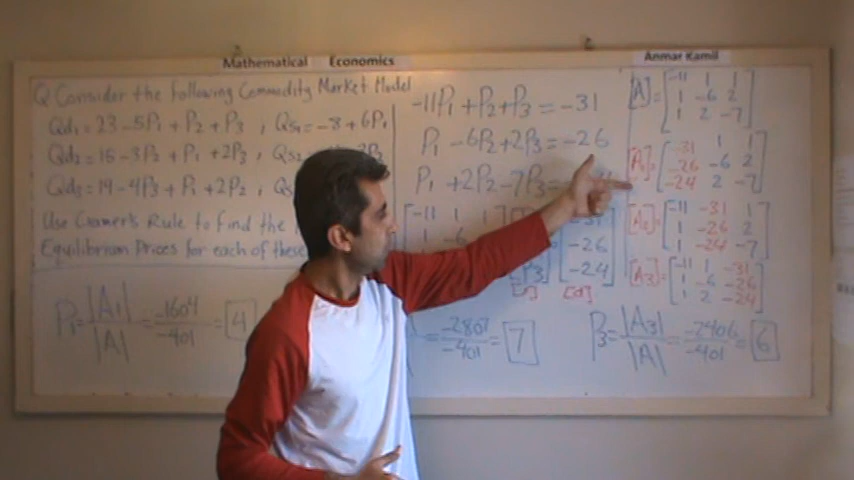 Mathematical Economics
Anmar Kamil
Q Consider the following Commodity Market Model
Qd₁ = 23 - 5P₁ + P₂ + P₃ , Qs₁ = -8 + 6P₁
Qd₂ = 15 - 3P₂ + P₁ + 2P₃ , Qs₂
Qd₃ = 19 - 4P₃ + P₁ + 2P₂ , Qs
Use Cramer's Rule to find the
Equilibrium Prices for each of these
P₁ = |A₁| / |A| = -1604 / -401 = 4
-11P₁ + P₂ + P₃ = -31
P₁ - 6P₂ + 2P₃ = -26
P₁ + 2P₂ - 7P₃ =
-11 1 1
1 -6
-26
-24
[d]
= -2807 / -401 = 7
[A] = [-11 1 1
1 -6 2
1 2 -7]
[A₁] = [-31 1 1
-26 -6 2
-24 2 -7]
[A₂] = [-11 -31 1
1 -26 2
1 -24 -7]
[A₃] = [-11 1 -31
1 -6 -26
1 2 -24]
P₃ = |A₃| / |A| = -2406 / -401 = 6